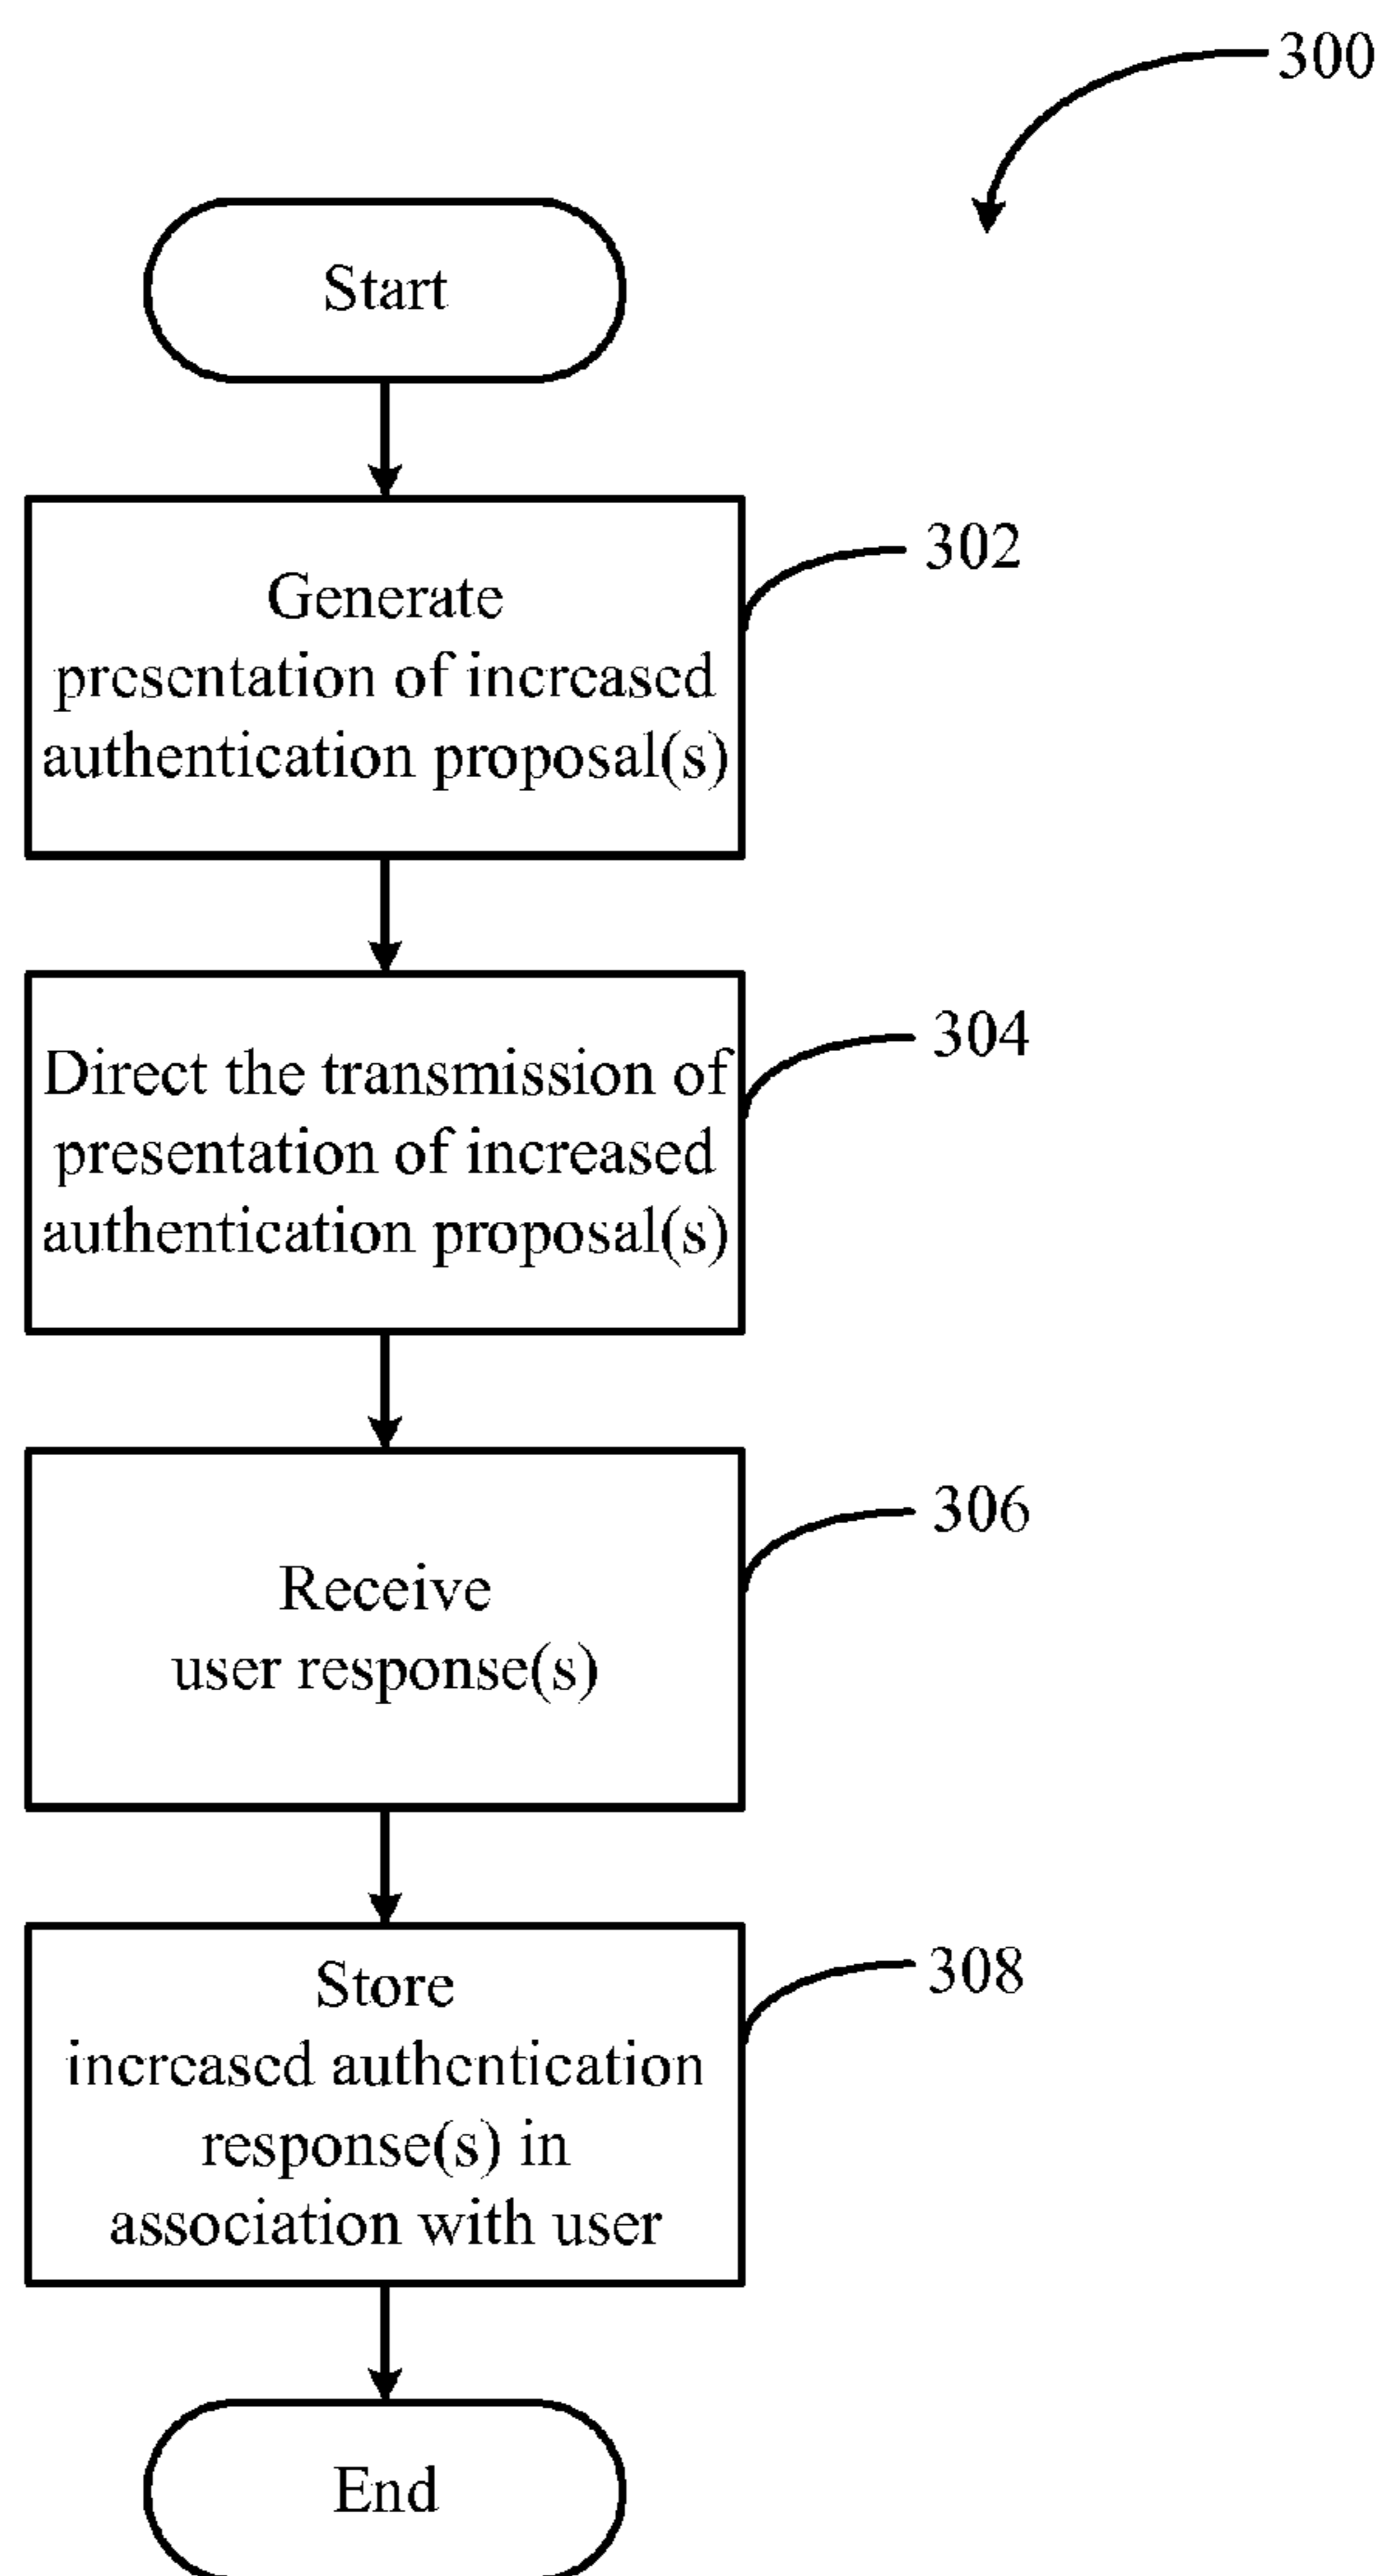 300
Start
302
Generate
presentation of increased
authentication proposal(s)
304
Direct the transmission of
presentation of increased
authentication proposal(s)
306
Receive
user response(s)
308
Store
increased authentication
response(s) in
association with user
End